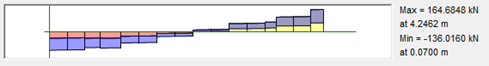 Max = 164.6848 kN
at 4.2462 m
Min = -136.0160 kN
at 0.0700 m